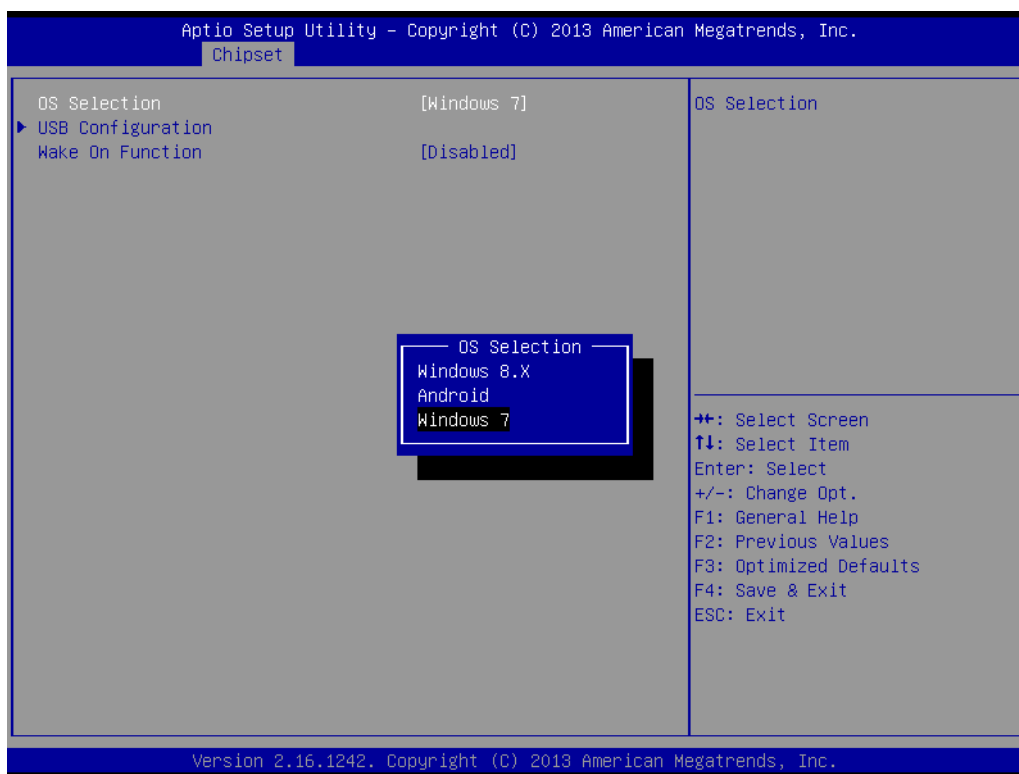 Aptio Setup Utility – Copyright (C) 2013 American Megatrends, Inc.
Chipset
OS Selection [Windows 7]
USB Configuration
Wake On Function [Disabled]
OS Selection
OS Selection
Windows 8.X
Android
Windows 7
→←: Select Screen
↑↓: Select Item
Enter: Select
+/-: Change Opt.
F1: General Help
F2: Previous Values
F3: Optimized Defaults
F4: Save & Exit
ESC: Exit
Version 2.16.1242. Copyright (C) 2013 American Megatrends, Inc.